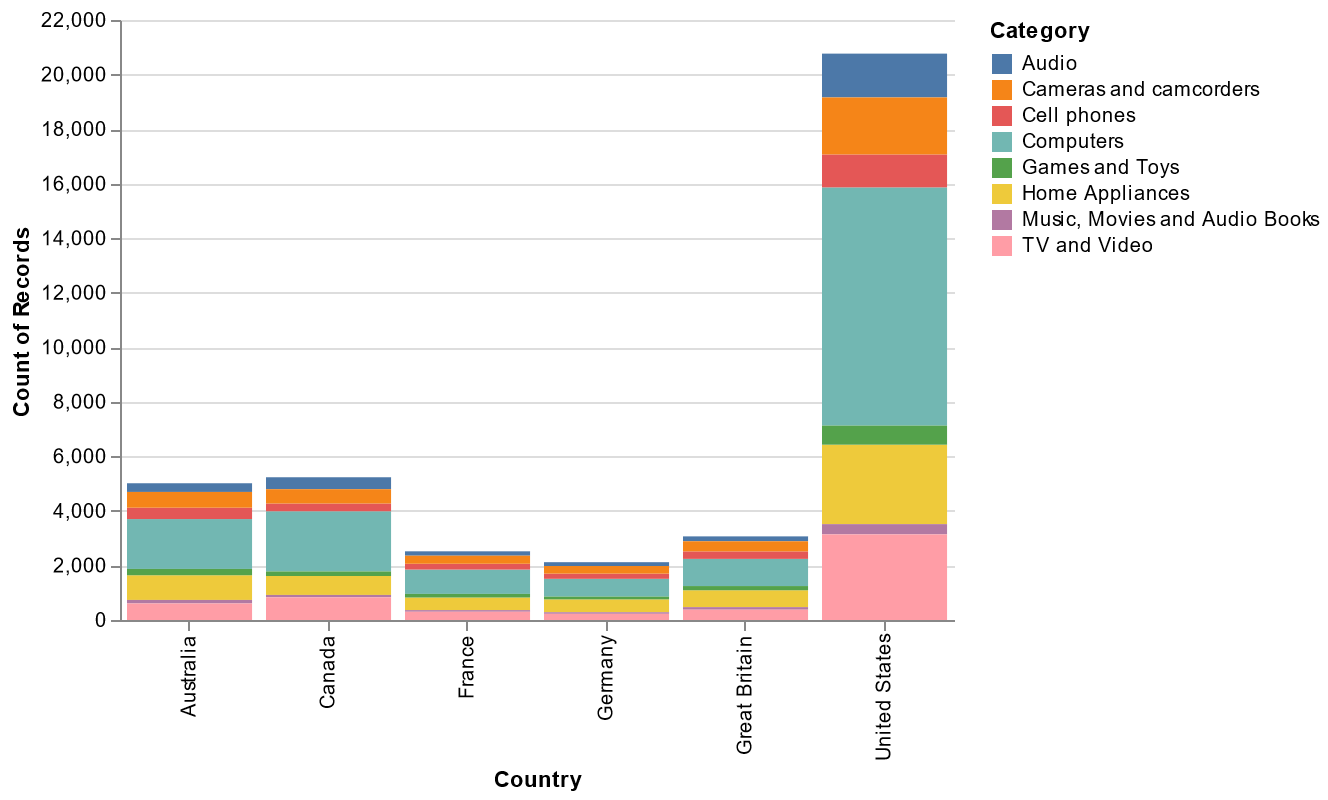 22,000
20,000
18,000
16,000
14,000
12,000
10,000
8,000
6,000
4,000
2,000
0
Count of Records
Australia
Canada
France
Germany
Great Britain
United States
Country
Category
Audio
Cameras and camcorders
Cell phones
Computers
Games and Toys
Home Appliances
Music, Movies and Audio Books
TV and Video